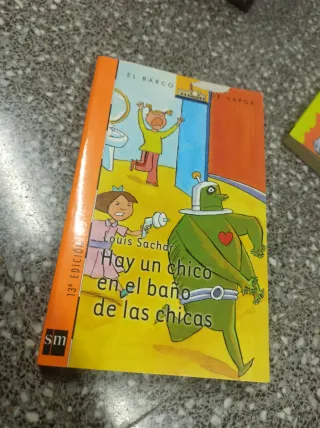 EL BARCO
DE VAPOR
Louis Sachar
Hay un chico
en el baño
de las chicas
13ª EDICIÓN
sm